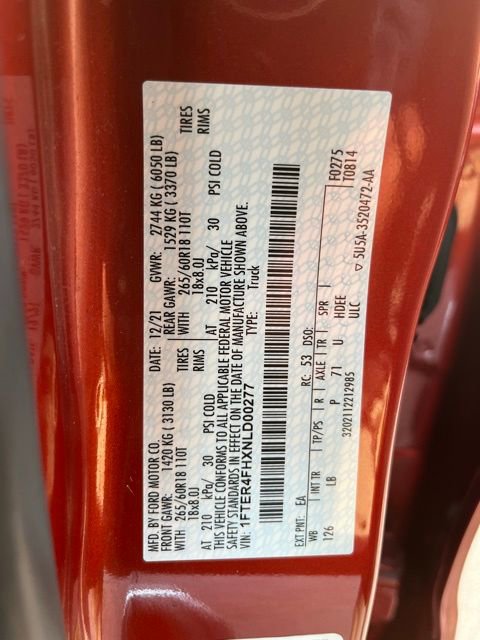 MFD. BY FORD MOTOR CO.
DATE: 12/21 GVWR: 2744 KG ( 6050 LB)
FRONT GAWR: 1420 KG ( 3130 LB) REAR GAWR: 1529 KG ( 3370 LB)
WITH 265/60R18 110T TIRES WITH 265/60R18 110T TIRES
18x8.0J RIMS 18x8.0J RIMS
AT 210 kPa/ 30 PSI COLD AT 210 kPa/ 30 PSI COLD
THIS VEHICLE CONFORMS TO ALL APPLICABLE FEDERAL MOTOR VEHICLE
SAFETY STANDARDS IN EFFECT ON THE DATE OF MANUFACTURE SHOWN ABOVE.
VIN: 1FTER4FHXNLD00277 TYPE: Truck
EXT PNT: EA RC: 53 DSO: F0275
WB INT TR TP/PS R AXLE TR SPR T0814
126 LB P 71 U HDEE
ULC ▽ 5U5A-3520472-AA
3202112212985